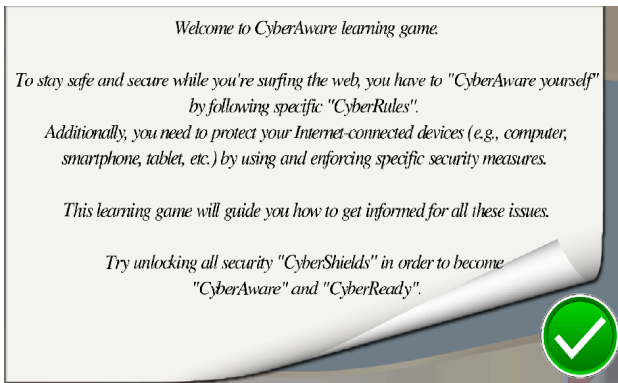 Welcome to CyberAware learning game.
To stay safe and secure while you're surfing the web, you have to "CyberAware yourself"
by following specific "CyberRules".
Additionally, you need to protect your Internet-connected devices (e.g., computer,
smartphone, tablet, etc.) by using and enforcing specific security measures.
This learning game will guide you how to get informed for all these issues.
Try unlocking all security "CyberShields" in order to become
"CyberAware" and "CyberReady".